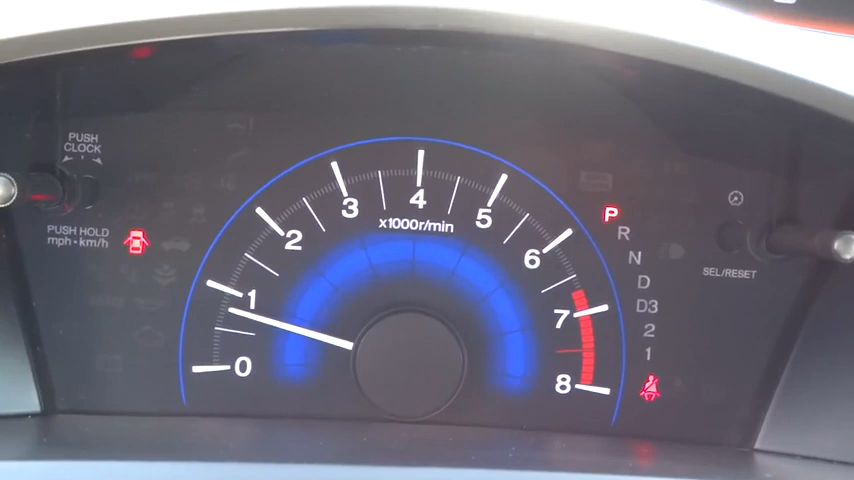 PUSH
CLOCK
PUSH HOLD
mph•km/h
0
1
2
3
4
5
6
7
8
x1000r/min
P
R
N
D
D3
2
1
SEL/RESET